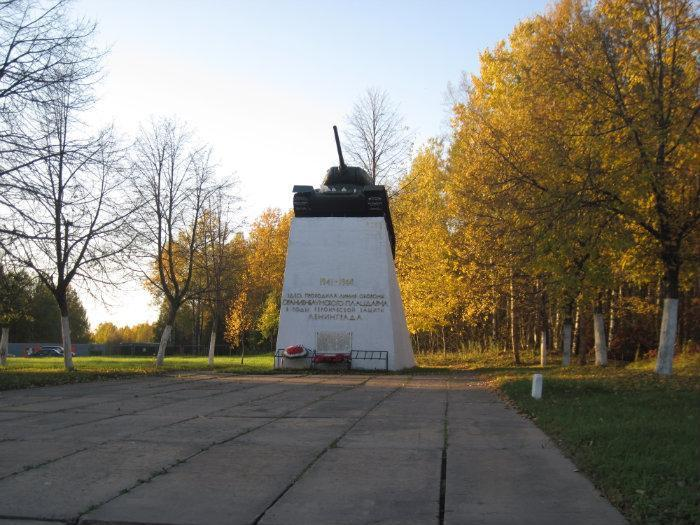 1941-1944
ЗДЕСЬ ПРОХОДИЛА ЛИНИЯ ОБОРОНЫ
ОРАНИЕНБАУМСКОГО ПЛАЦДАРМА
В ГОДЫ ГЕРОИЧЕСКОЙ ЗАЩИТЫ
ЛЕНИНГРАДА